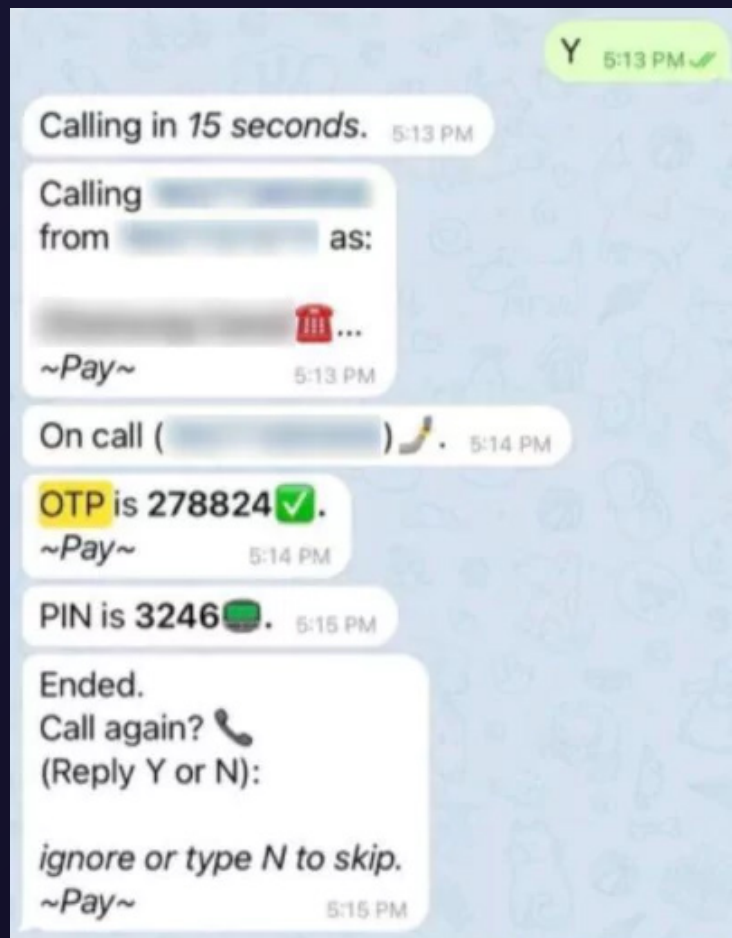 Y 5:13 PM
Calling in 15 seconds. 5:13 PM
Calling
from as:
...
~Pay~ 5:13 PM
On call ( ) . 5:14 PM
OTP is 278824✅.
~Pay~ 5:14 PM
PIN is 3246. 5:15 PM
Ended.
Call again?
(Reply Y or N):
ignore or type N to skip.
~Pay~ 5:15 PM